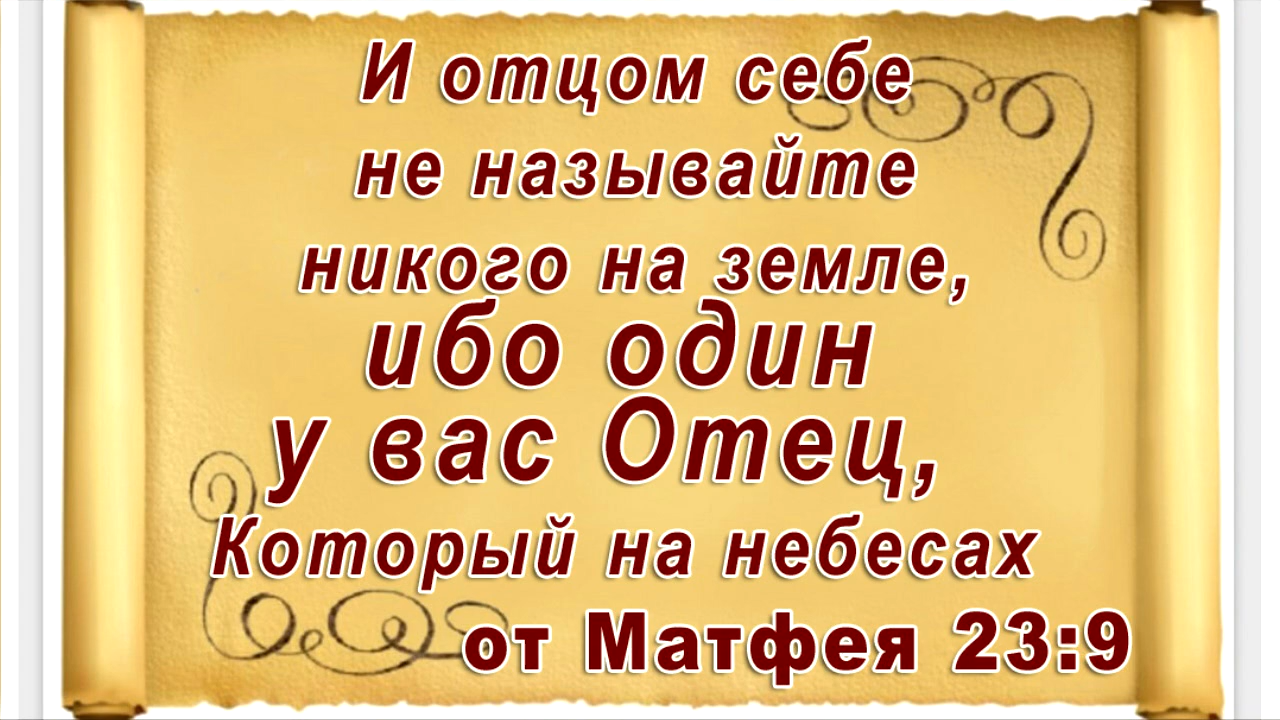 И отцом себе
не называйте
никого на земле,
ибо один
у вас Отец,
Который на небесах
от Матфея 23:9